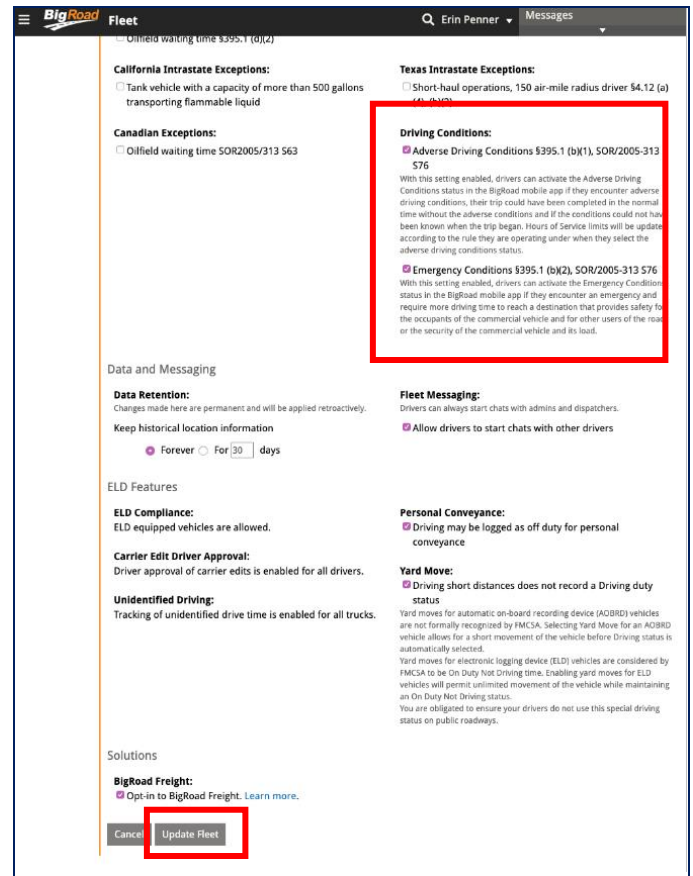 BigRoad Fleet
Erin Penner
Messages
Oilfield waiting time §395.1 (d)(2)
California Intrastate Exceptions:
Tank vehicle with a capacity of more than 500 gallons
transporting flammable liquid
Texas Intrastate Exceptions:
Short-haul operations, 150 air-mile radius driver §4.12 (a)
(4), (b)(2)
Canadian Exceptions:
Oilfield waiting time SOR2005/313 S63
Driving Conditions:
Adverse Driving Conditions §395.1 (b)(1), SOR/2005-313
S76
With this setting enabled, drivers can activate the Adverse Driving
Conditions status in the BigRoad mobile app if they encounter adverse
driving conditions, their trip could have been completed in the normal
time without the adverse conditions and if the conditions could not hav
been known when the trip began. Hours of Service limits will be update
according to the rule they are operating under when they select the
adverse driving conditions status.
Emergency Conditions §395.1 (b)(2), SOR/2005-313 S76
With this setting enabled, drivers can activate the Emergency Condition
status in the BigRoad mobile app if they encounter an emergency and
require more driving time to reach a destination that provides safety fo
the occupants of the commercial vehicle and for other users of the road
or the security of the commercial vehicle and its load.
Data and Messaging
Data Retention:
Changes made here are permanent and will be applied retroactively.
Keep historical location information
Forever For 30 days
Fleet Messaging:
Drivers can always start chats with admins and dispatchers.
Allow drivers to start chats with other drivers
ELD Features
ELD Compliance:
ELD equipped vehicles are allowed.
Carrier Edit Driver Approval:
Driver approval of carrier edits is enabled for all drivers.
Unidentified Driving:
Tracking of unidentified drive time is enabled for all trucks.
Personal Conveyance:
Driving may be logged as off duty for personal
conveyance
Yard Move:
Driving short distances does not record a Driving duty
status
Yard moves for automatic on-board recording device (AOBRD) vehicles
are not formally recognized by FMCSA. Selecting Yard Move for an AOBRD
vehicle allows for a short movement of the vehicle before Driving status is
automatically selected.
Yard moves for electronic logging device (ELD) vehicles are considered by
FMCSA to be On Duty Not Driving time. Enabling yard moves for ELD
vehicles will permit unlimited movement of the vehicle while maintaining
an On Duty Not Driving status.
You are obligated to ensure your drivers do not use this special driving
status on public roadways.
Solutions
BigRoad Freight:
Opt-in to BigRoad Freight. Learn more.
Cancel Update Fleet